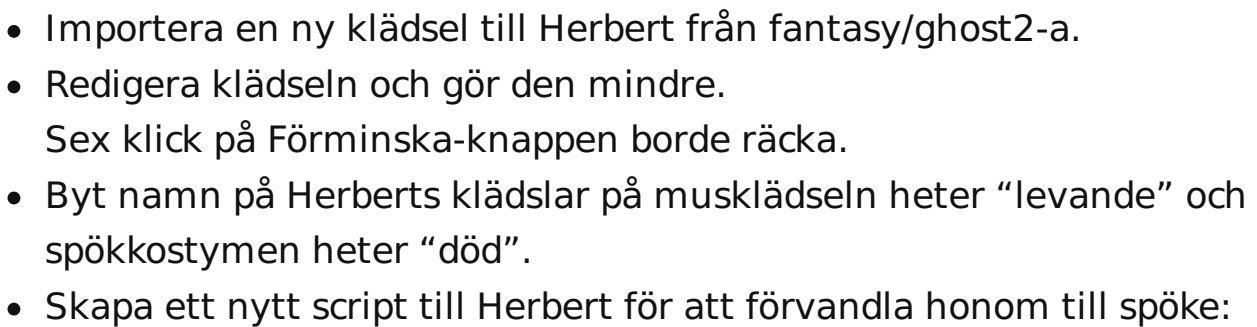 • Importera en ny klädsel till Herbert från fantasy/ghost2-a.
• Redigera klädseln och gör den mindre.
Sex klick på Förminska-knappen borde räcka.
• Byt namn på Herberts klädslar på musklädseln heter “levande” och
spökkostymen heter “död”.
• Skapa ett nytt script till Herbert för att förvandla honom till spöke: